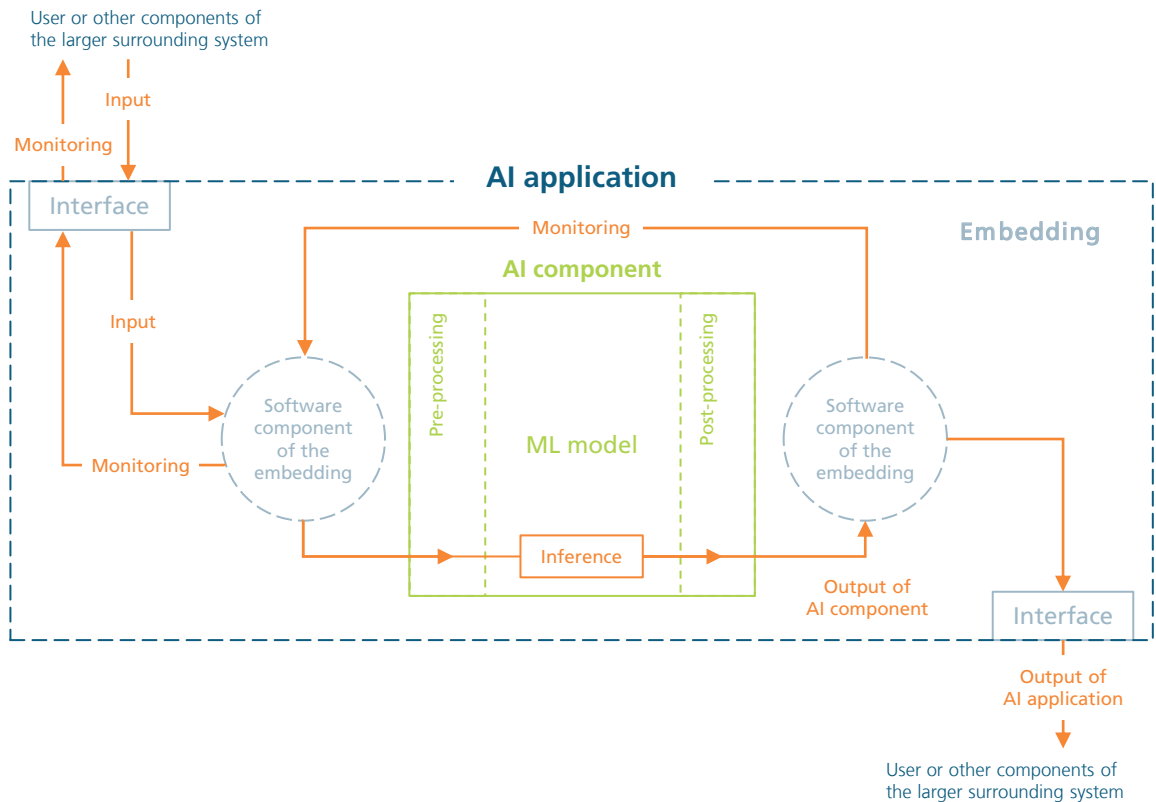 User or other components of
the larger surrounding system
Input
Monitoring
AI application
Interface
Monitoring
Embedding
AI component
Input
Pre-processing
Post-processing
Software
component
of the
embedding
ML model
Software
component
of the
embedding
Monitoring
Inference
Output of
AI component
Interface
Output of
AI application
User or other components of
the larger surrounding system